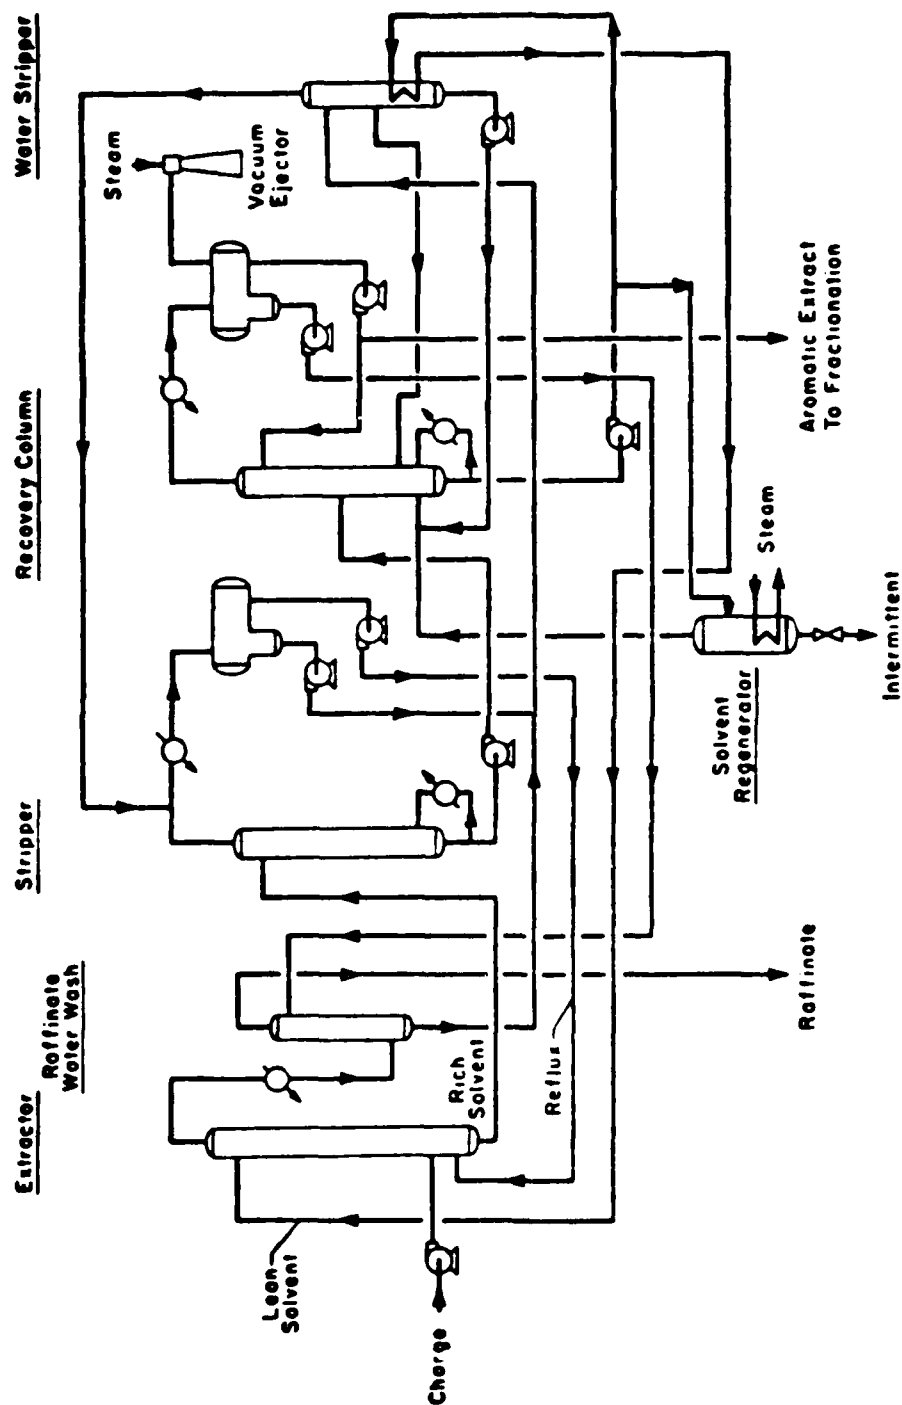 Extractor
Raffinate
Water Wash
Stripper
Recovery Column
Water Stripper
Steam
Vacuum
Ejector
Lean
Solvent
Charge
Rich
Solvent
Reflux
Raffinate
Solvent
Regenerator
Steam
Intermittent
Aromatic Extract
To Fractionation